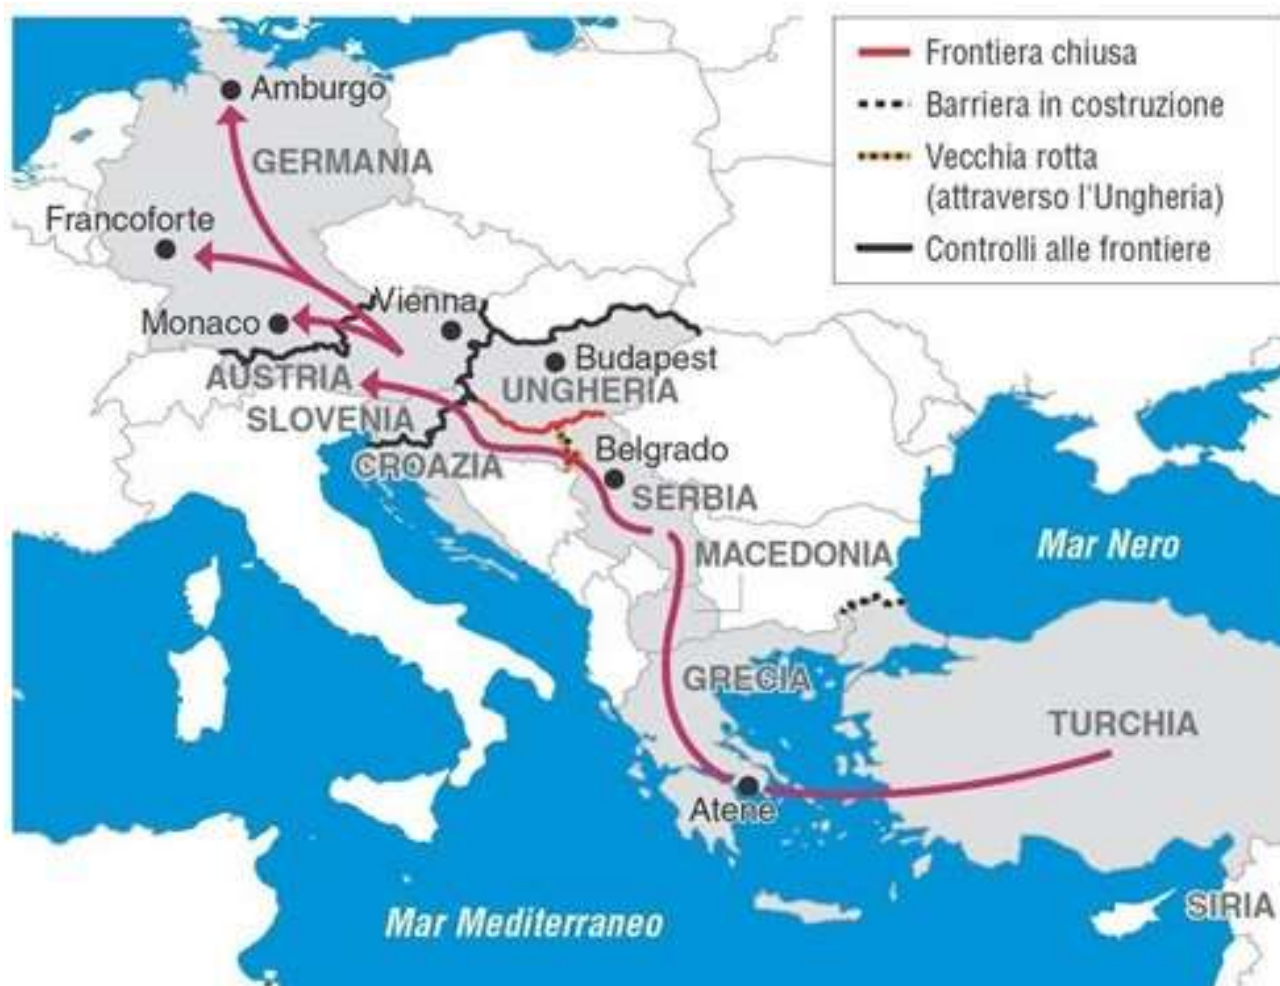 Frontiera chiusa
Barriera in costruzione
Vecchia rotta
(attraverso l'Ungheria)
Controlli alle frontiere
Amburgo
GERMANIA
Francoforte
Vienna
Monaco
Budapest
AUSTRIA
UNGHERIA
SLOVENIA
Belgrado
CROAZIA
SERBIA
MACEDONIA
Mar Nero
GRECIA
TURCHIA
Atene
SIRIA
Mar Mediterraneo